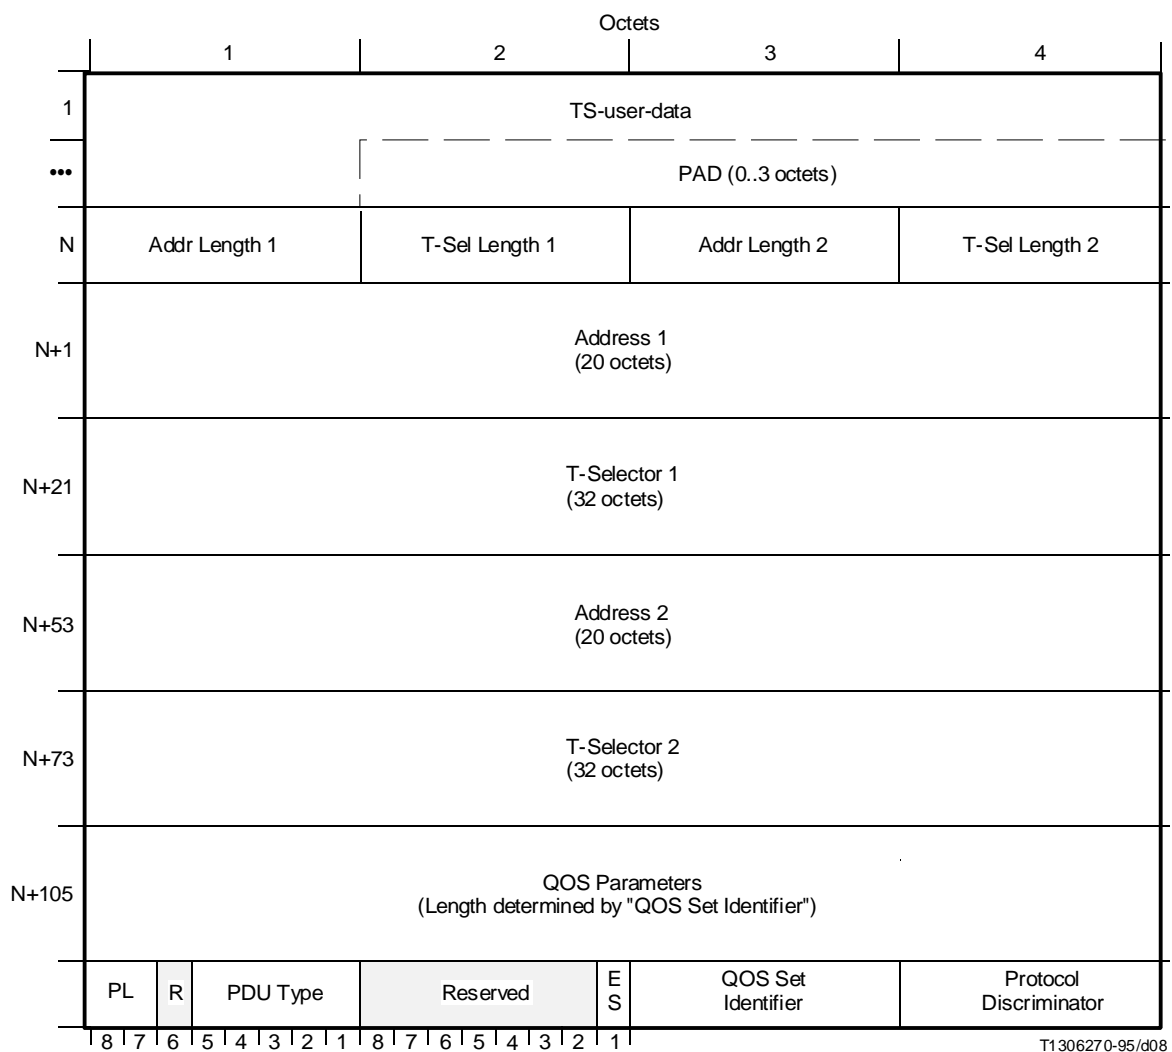 Octets
1 2 3 4
1 TS-user-data
••• PAD (0..3 octets)
N Addr Length 1 T-Sel Length 1 Addr Length 2 T-Sel Length 2
N+1 Address 1
(20 octets)
N+21 T-Selector 1
(32 octets)
N+53 Address 2
(20 octets)
N+73 T-Selector 2
(32 octets)
N+105 QOS Parameters
(Length determined by "QOS Set Identifier")
PL R PDU Type Reserved E S QOS Set Identifier Protocol Discriminator
8 7 6 5 4 3 2 1 8 7 6 5 4 3 2 1
T1306270-95/d08